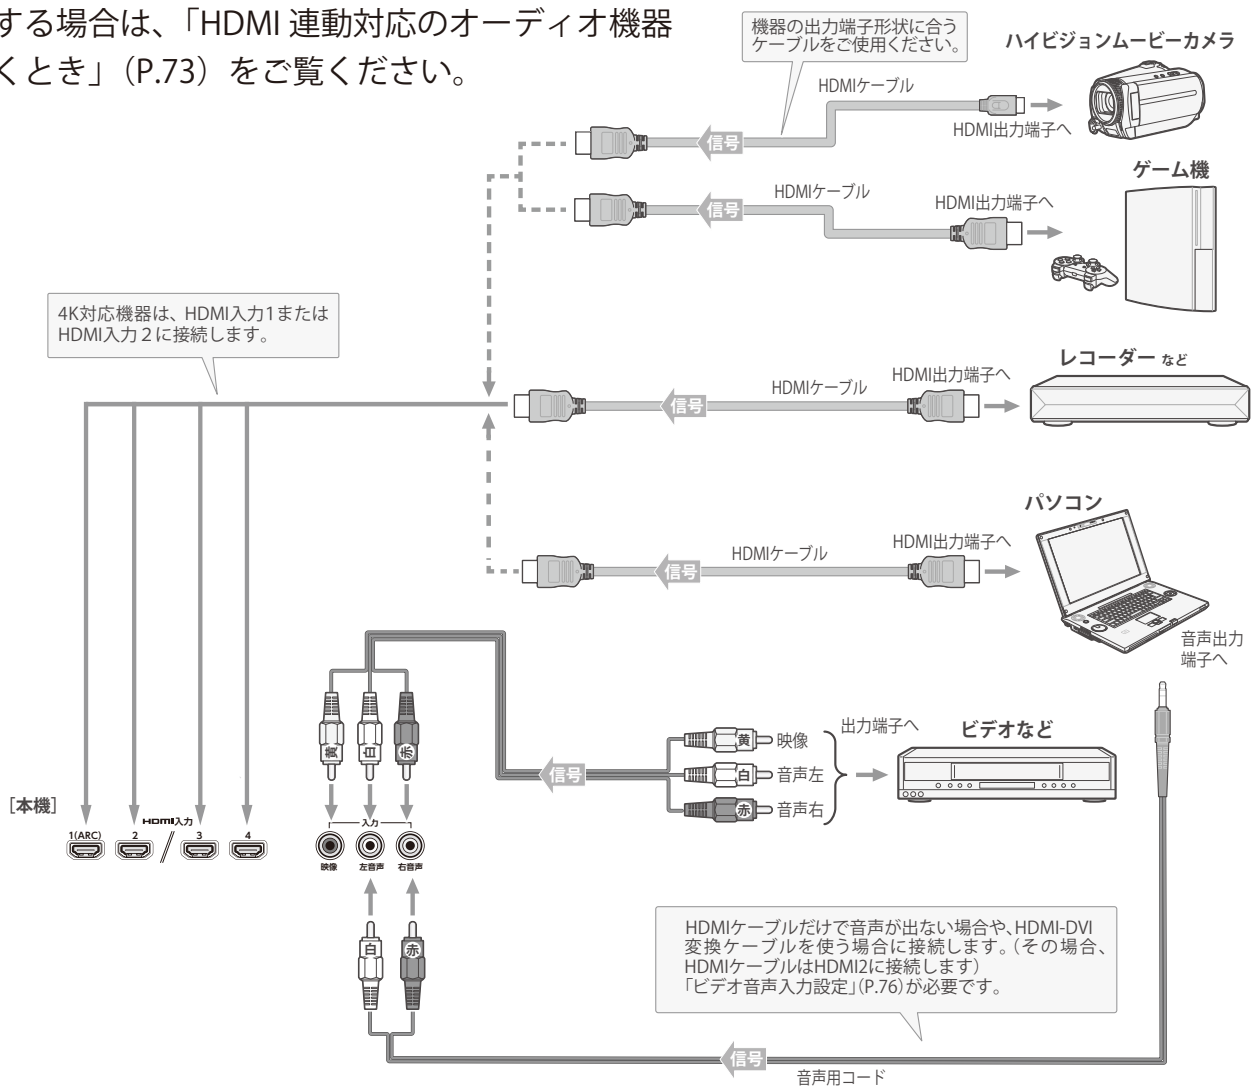 する場合は、「HDMI 連動対応のオーディオ機器
くとき」（P.73）をご覧ください。
機器の出力端子形状に合う
ケーブルをご使用ください。
ハイビジョンムービーカメラ
HDMIケーブル
HDMI出力端子へ
信号
ゲーム機
HDMIケーブル
HDMI出力端子へ
信号
4K対応機器は、HDMI入力1または
HDMI入力２に接続します。
レコーダー など
HDMI出力端子へ
HDMIケーブル
信号
パソコン
HDMI出力端子へ
HDMIケーブル
信号
音声出力
端子へ
出力端子へ
ビデオなど
黄 映像
白 音声左
赤 音声右
信号
黄 白 赤
［本機］
HDMI入力
1(ARC) 2 3 4
入力
映像 左音声 右音声
白 赤
HDMIケーブルだけで音声が出ない場合や、HDMI-DVI
変換ケーブルを使う場合に接続します。（その場合、
HDMIケーブルはHDMI2に接続します）
「ビデオ音声入力設定」（P.76）が必要です。
信号
音声用コード